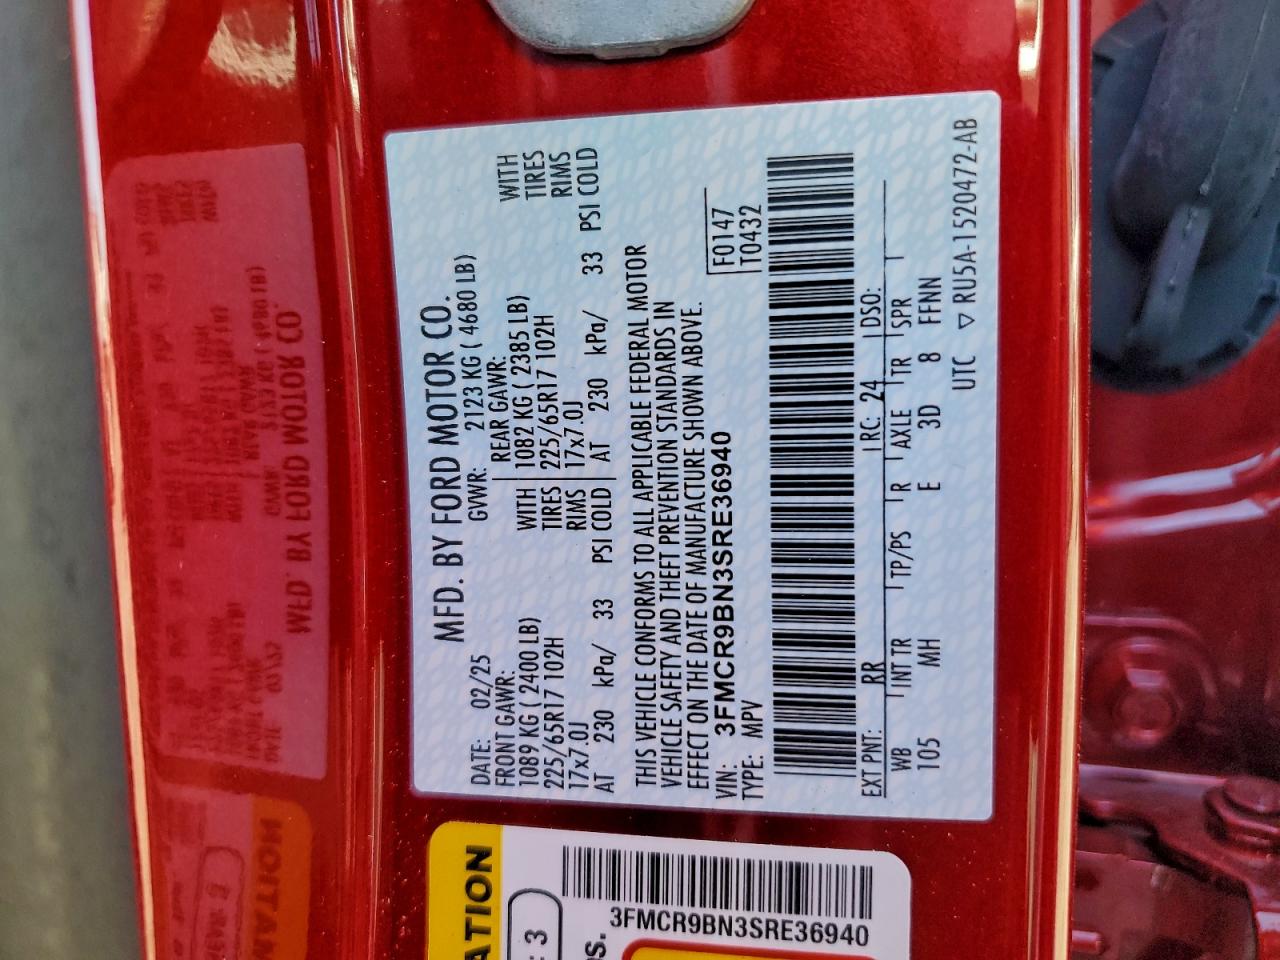 MFD. BY FORD MOTOR CO.
DATE: 02/25 GVWR: 2123 KG ( 4680 LB)
FRONT GAWR: REAR GAWR:
1089 KG ( 2400 LB) WITH 1082 KG ( 2385 LB) WITH
225/65R17 102H TIRES 225/65R17 102H TIRES
17x7.0J RIMS 17x7.0J RIMS
AT 230 kPa/ 33 PSI COLD AT 230 kPa/ 33 PSI COLD
THIS VEHICLE CONFORMS TO ALL APPLICABLE FEDERAL MOTOR
VEHICLE SAFETY AND THEFT PREVENTION STANDARDS IN
EFFECT ON THE DATE OF MANUFACTURE SHOWN ABOVE.
VIN: 3FMCR9BN3SRE36940 F0147
TYPE: MPV T0432
EXT PNT: RR RC: 24 DSO:
WB INT TR TP/PS R AXLE TR SPR
105 MH E 3D 8 FFNN
UTC ▽ RU5A-1520472-AB
ATION
: 3
os.
3FMCR9BN3SRE36940